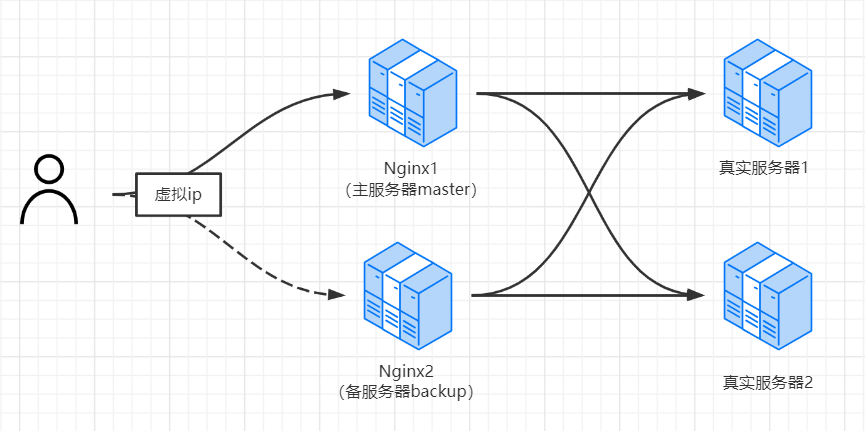 虚拟ip
Nginx1
（主服务器master）
真实服务器1
Nginx2
（备服务器backup）
真实服务器2